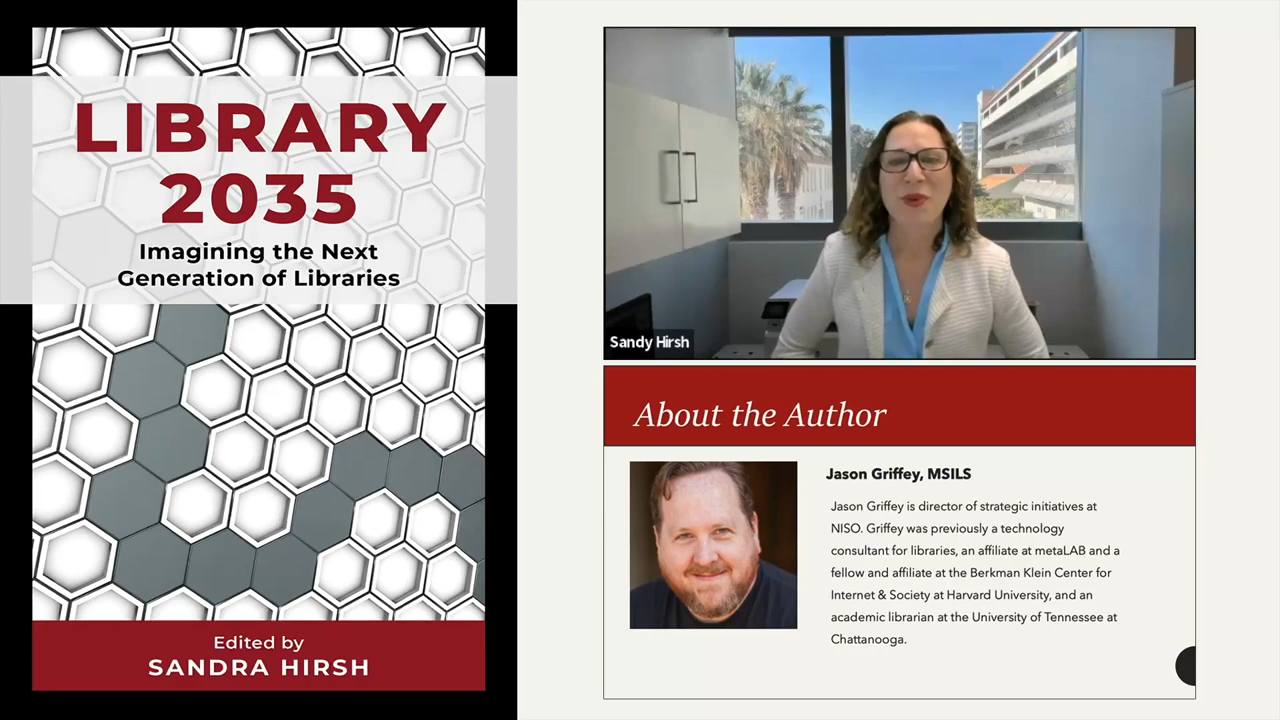 LIBRARY
2035
Imagining the Next
Generation of Libraries
Edited by
SANDRA HIRSH
Sandy Hirsh
About the Author
Jason Griffey, MSILS
Jason Griffey is director of strategic initiatives at
NISO. Griffey was previously a technology
consultant for libraries, an affiliate at metaLAB and a
fellow and affiliate at the Berkman Klein Center for
Internet & Society at Harvard University, and an
academic librarian at the University of Tennessee at
Chattanooga.